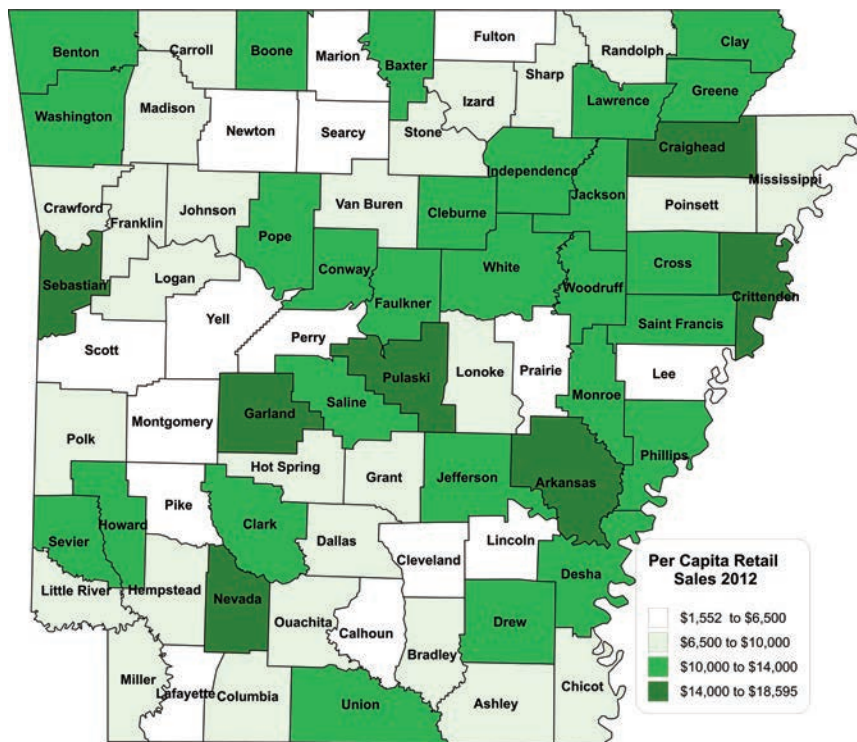 Benton
Carroll
Boone
Marion
Baxter
Fulton
Randolph
Clay
Sharp
Izard
Greene
Lawrence
Washington
Madison
Newton
Searcy
Stone
Craighead
Independence
Jackson
Mississippi
Poinsett
Crawford
Franklin
Johnson
Van Buren
Cleburne
Pope
Conway
White
Cross
Woodruff
Crittenden
Sebastian
Logan
Faulkner
Saint Francis
Yell
Perry
Scott
Pulaski
Lonoke
Prairie
Lee
Monroe
Garland
Saline
Montgomery
Polk
Phillips
Hot Spring
Grant
Jefferson
Arkansas
Pike
Howard
Clark
Sevier
Dallas
Cleveland
Lincoln
Desha
Little River
Hempstead
Nevada
Ouachita
Calhoun
Drew
Bradley
Miller
Lafayette
Columbia
Union
Ashley
Chicot
Per Capita Retail
Sales 2012
$1,552 to $6,500
$6,500 to $10,000
$10,000 to $14,000
$14,000 to $18,595